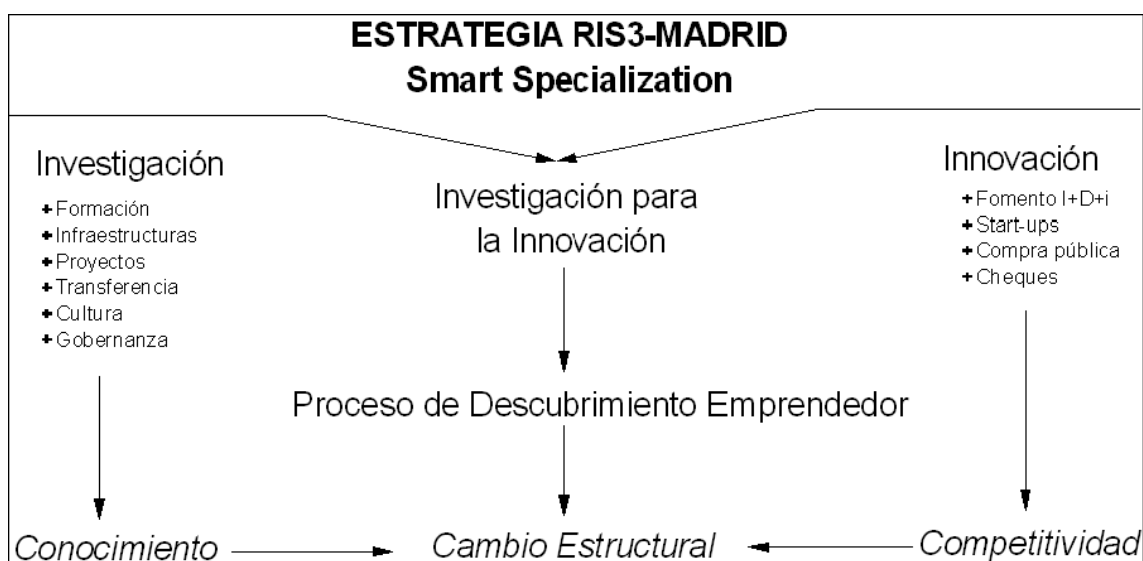 ESTRATEGIA RIS3-MADRID
Smart Specialization
Investigación
+Formación
+Infraestructuras
+Proyectos
+Transferencia
+Cultura
+Gobernanza
Investigación para
la Innovación
Innovación
+Fomento I+D+i
+Start-ups
+Compra pública
+Cheques
Proceso de Descubrimiento Emprendedor
Conocimiento
Cambio Estructural
Competitividad